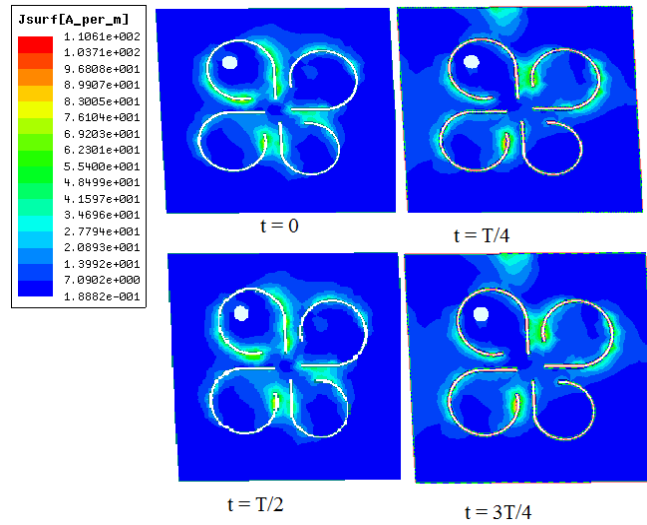 Jsurf[A_per_m]
1.1061e+002
1.0371e+002
9.6808e+001
8.9907e+001
8.3005e+001
7.6104e+001
6.9203e+001
6.2301e+001
5.5400e+001
4.8499e+001
4.1597e+001
3.4696e+001
2.7794e+001
2.0893e+001
1.3992e+001
7.0902e+000
1.8882e-001
t = 0
t = T/4
t = T/2
t = 3T/4